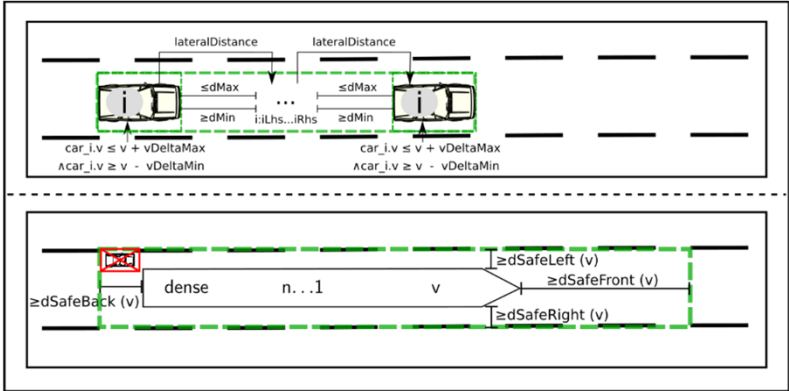 lateralDistance lateralDistance
≤dMax ≤dMax
i ... i
≥dMin i:iLhs...iRhs ≥dMin
car_i.v ≤ v + vDeltaMax car_i.v ≤ v + vDeltaMax
∧car_i.v ≥ v - vDeltaMin ∧car_i.v ≥ v - vDeltaMin
≥dSafeLeft (v)
≥dSafeFront (v)
dense n...1 v
≥dSafeBack (v)
≥dSafeRight (v)